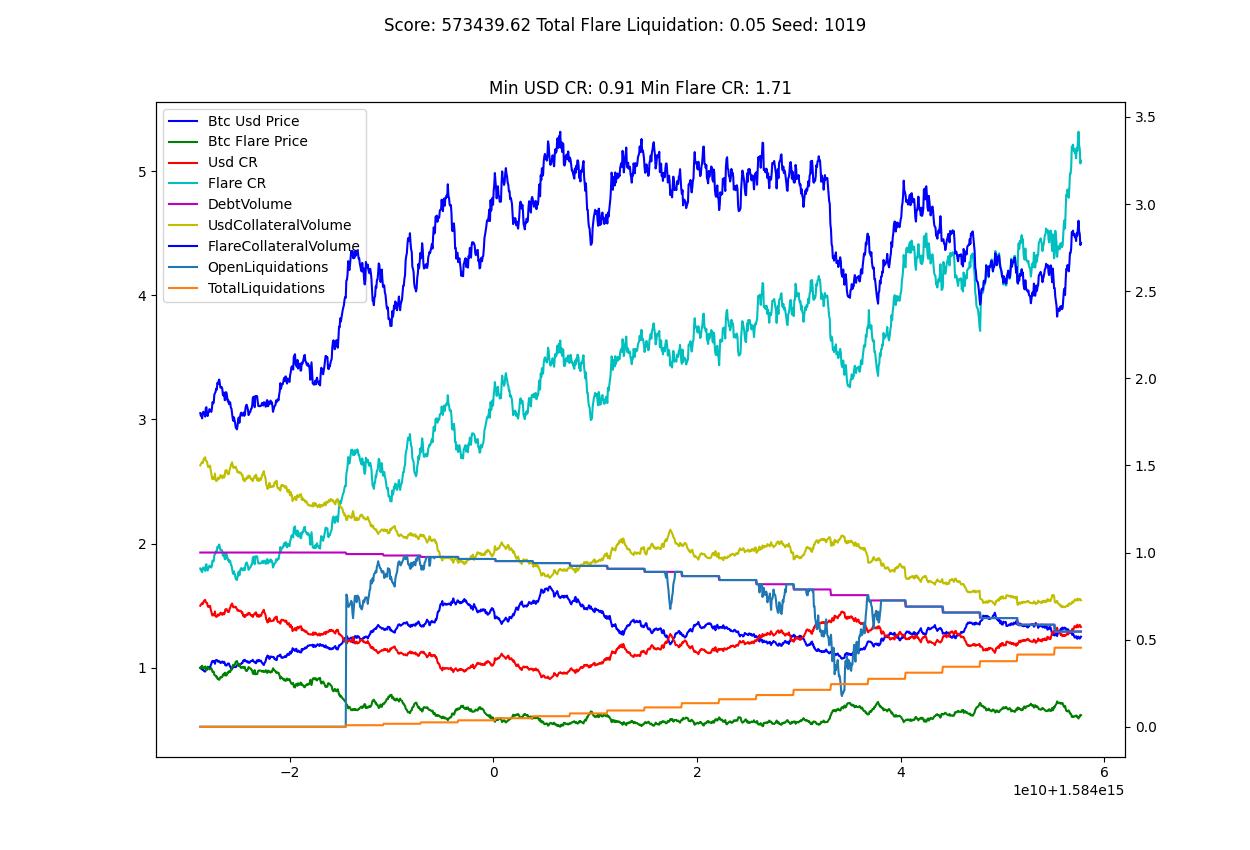 Score: 573439.62 Total Flare Liquidation: 0.05 Seed: 1019
Min USD CR: 0.91 Min Flare CR: 1.71
Btc Usd Price
Btc Flare Price
Usd CR
Flare CR
DebtVolume
UsdCollateralVolume
FlareCollateralVolume
OpenLiquidations
TotalLiquidations
5
4
3
2
1
3.5
3.0
2.5
2.0
1.5
1.0
0.5
0.0
−2 0 2 4 6
1e10+1.584e15